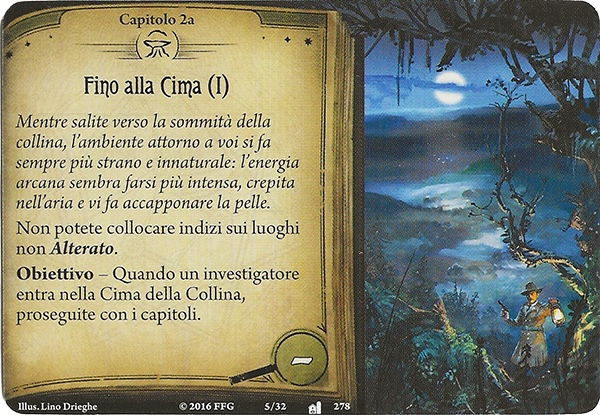 Capitolo 2a
Fino alla Cima (I)
Mentre salite verso la sommità della
collina, l'ambiente attorno a voi si fa
sempre più strano e innaturale: l'energia
arcana sembra farsi più intensa, crepita
nell'aria e vi fa accapponare la pelle.
Non potete collocare indizi sui luoghi
non Alterato.
Obiettivo – Quando un investigatore
entra nella Cima della Collina,
proseguite con i capitoli.
–
Illus. Lino Drieghe © 2016 FFG 5/32 278